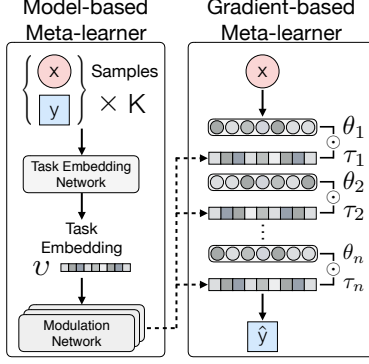 Model-based
Meta-learner
x
y
Samples
× K
Task Embedding
Network
Task
Embedding
υ
Modulation
Network
Gradient-based
Meta-learner
x
θ₁
⊙
τ₁
θ₂
⊙
τ₂
⋮
θₙ
⊙
τₙ
ŷ